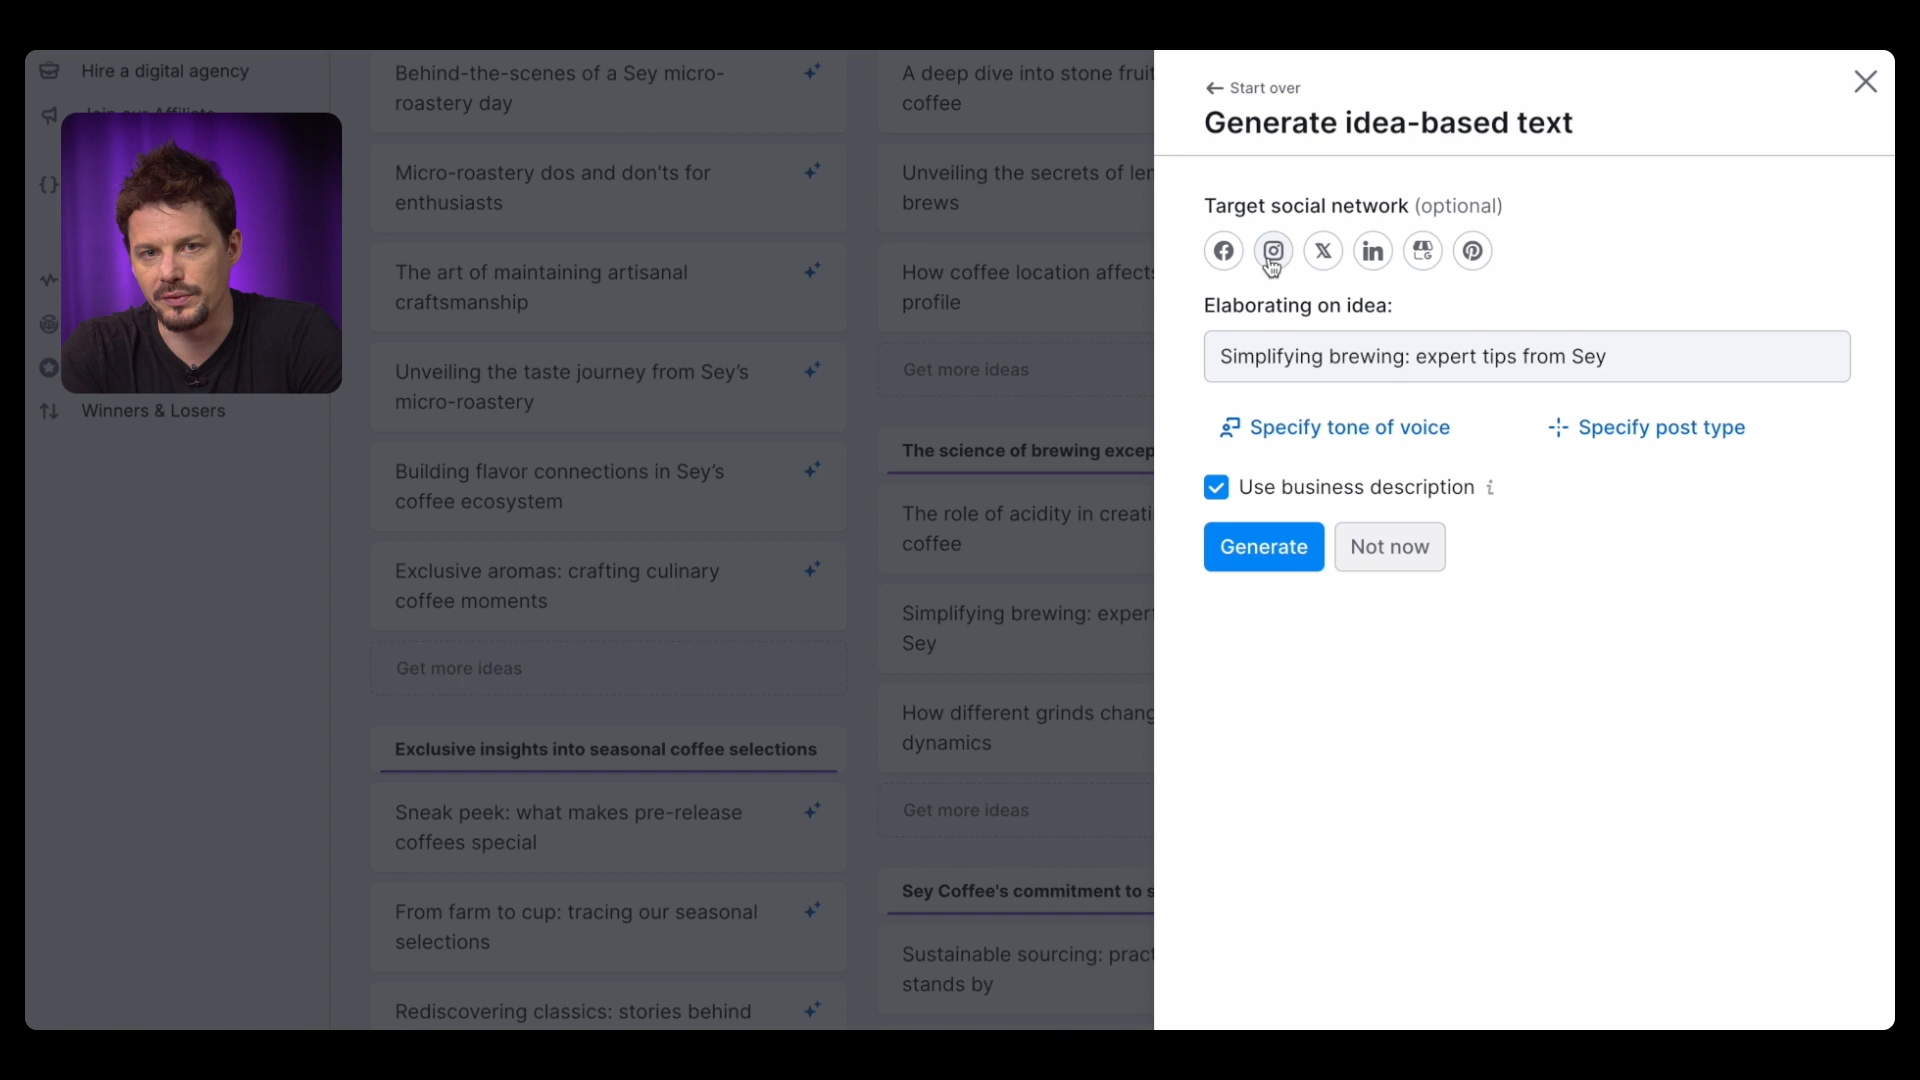 Hire a digital agency
Join our Affiliate
Winners & Losers
Behind-the-scenes of a Sey micro-
roastery day
Micro-roastery dos and don'ts for
enthusiasts
The art of maintaining artisanal
craftsmanship
Unveiling the taste journey from Sey’s
micro-roastery
Building flavor connections in Sey’s
coffee ecosystem
Exclusive aromas: crafting culinary
coffee moments
Get more ideas
Exclusive insights into seasonal coffee selections
Sneak peek: what makes pre-release
coffees special
From farm to cup: tracing our seasonal
selections
Rediscovering classics: stories behind
A deep dive into stone fruit
coffee
Unveiling the secrets of
brews
How coffee location affects
profile
Get more ideas
The science of brewing
The role of acidity in
coffee
Simplifying brewing: expert
Sey
How different grinds
dynamics
Get more ideas
Sey Coffee's commitment to
Sustainable sourcing:
stands by
Start over
Generate idea-based text
Target social network (optional)
Elaborating on idea:
Simplifying brewing: expert tips from Sey
Specify tone of voice
Specify post type
Use business description
Generate
Not now